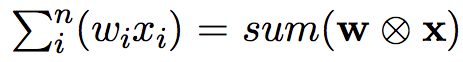 ∑ᵢⁿ(wᵢxᵢ) = sum(𝐰 ⊗ 𝐱)